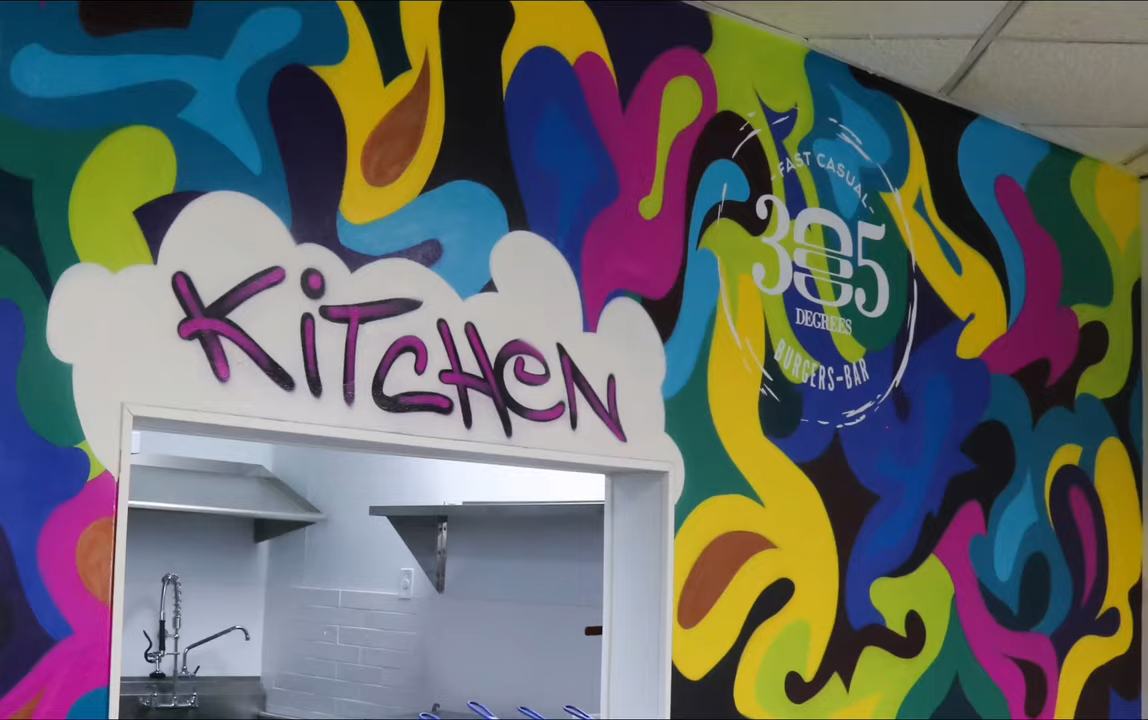 KiTCHeN
- FAST CASUAL -
305
DEGREES
BURGERS-BAR